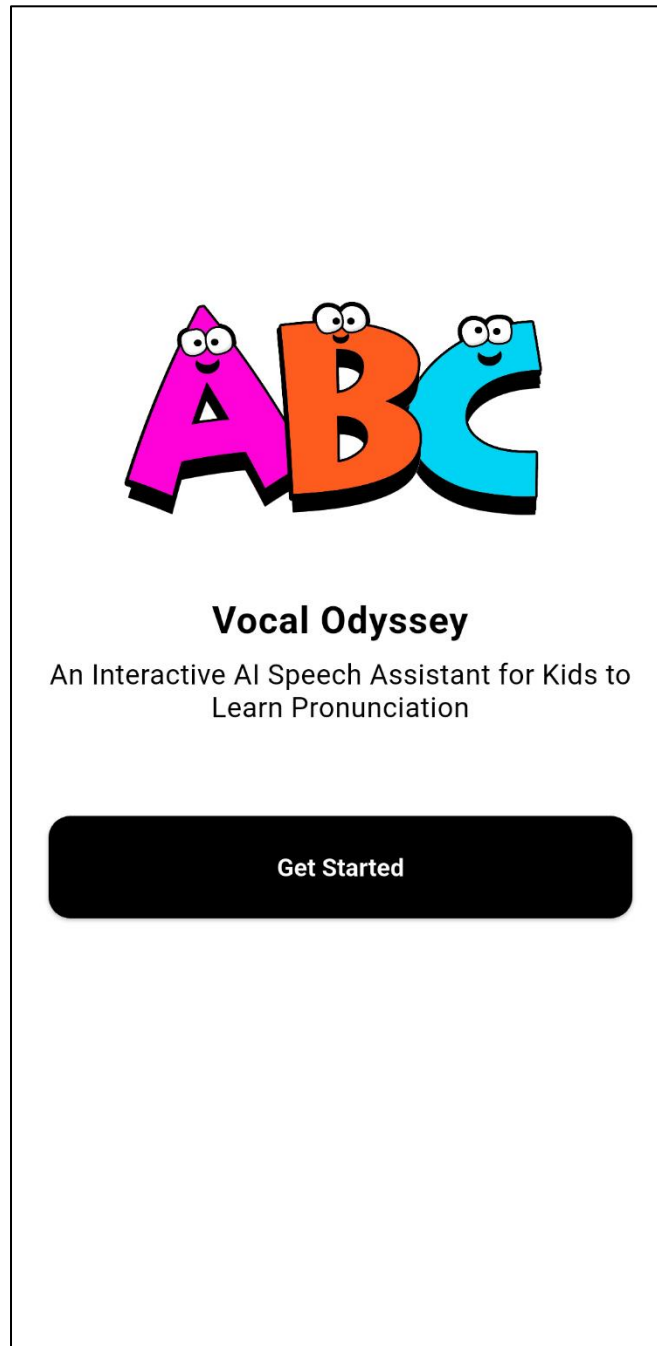 ABC
Vocal Odyssey
An Interactive AI Speech Assistant for Kids to
Learn Pronunciation
Get Started